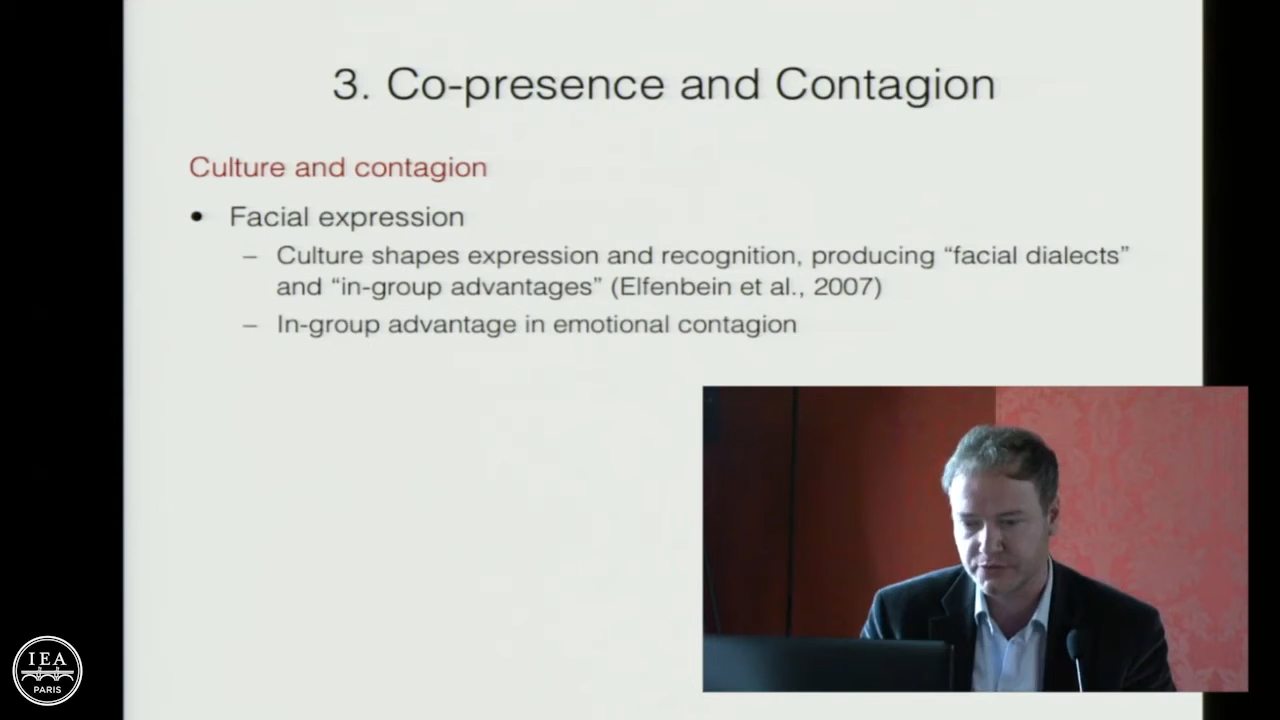 3. Co-presence and Contagion
Culture and contagion
• Facial expression
– Culture shapes expression and recognition, producing “facial dialects”
and “in-group advantages” (Elfenbein et al., 2007)
– In-group advantage in emotional contagion
IEA
PARIS